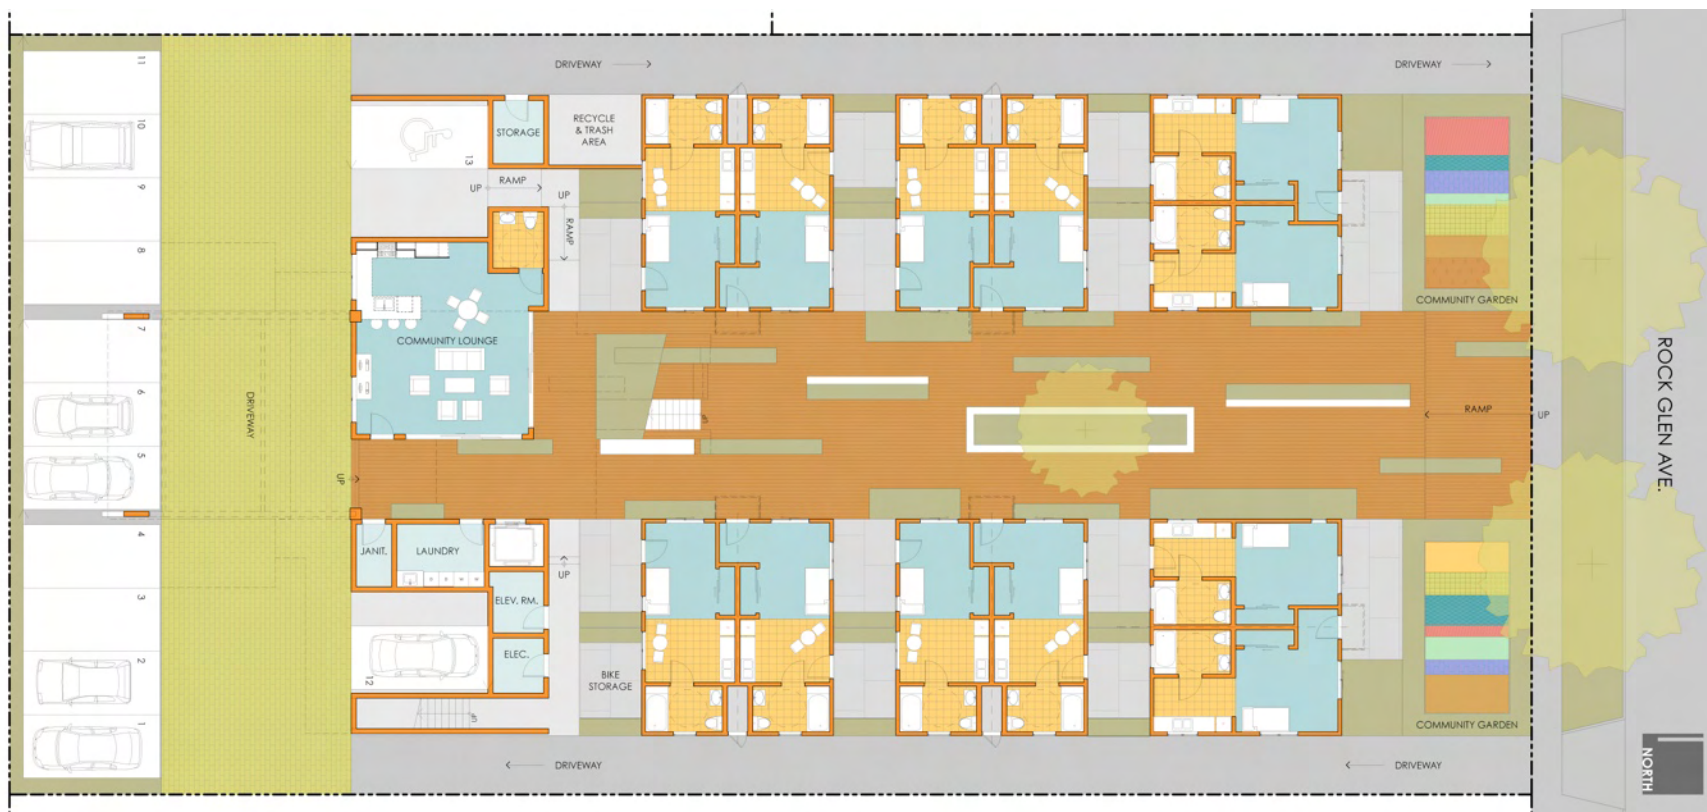 DRIVEWAY
DRIVEWAY
11
10
9
8
7
6
5
4
3
2
1
DRIVEWAY
13
STORAGE
RECYCLE
& TRASH
AREA
UP
RAMP
UP
RAMP
COMMUNITY LOUNGE
UP
UP
COMMUNITY GARDEN
RAMP
UP
ROCK GLEN AVE.
JANIT.
LAUNDRY
UP
ELEV. RM.
ELEC.
12
UP
BIKE
STORAGE
COMMUNITY GARDEN
DRIVEWAY
DRIVEWAY
NORTH